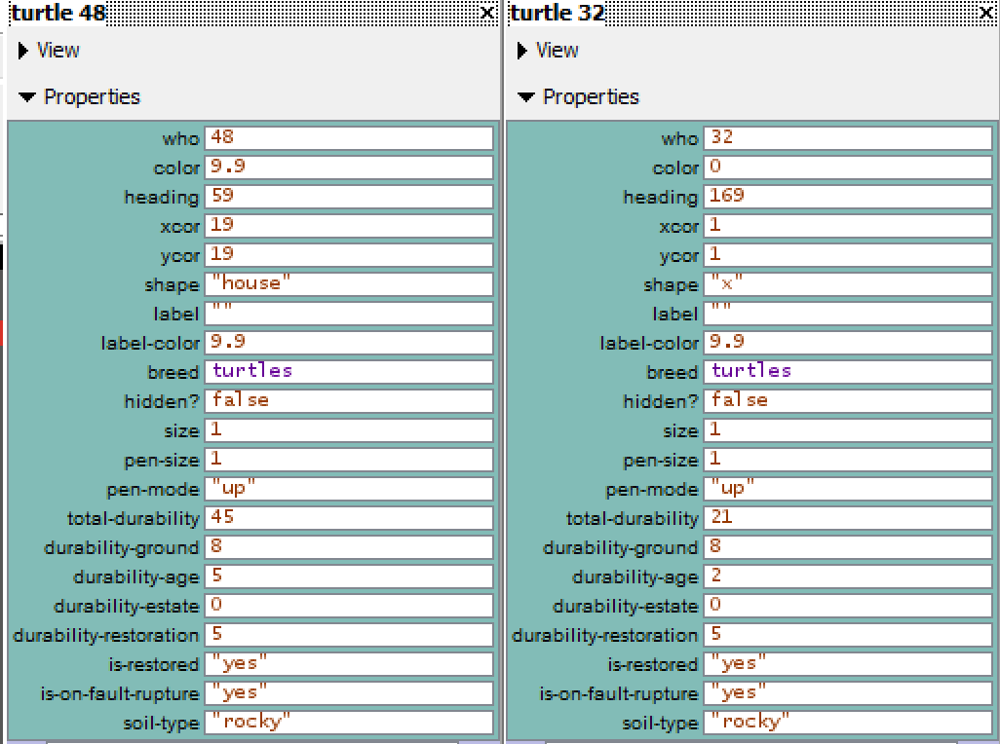 turtle 48
View
Properties
who 48
color 9.9
heading 59
xcor 19
ycor 19
shape "house"
label ""
label-color 9.9
breed turtles
hidden? false
size 1
pen-size 1
pen-mode "up"
total-durability 45
durability-ground 8
durability-age 5
durability-estate 0
durability-restoration 5
is-restored "yes"
is-on-fault-rupture "yes"
soil-type "rocky"
turtle 32
View
Properties
who 32
color 0
heading 169
xcor 1
ycor 1
shape "x"
label ""
label-color 9.9
breed turtles
hidden? false
size 1
pen-size 1
pen-mode "up"
total-durability 21
durability-ground 8
durability-age 2
durability-estate 0
durability-restoration 5
is-restored "yes"
is-on-fault-rupture "yes"
soil-type "rocky"